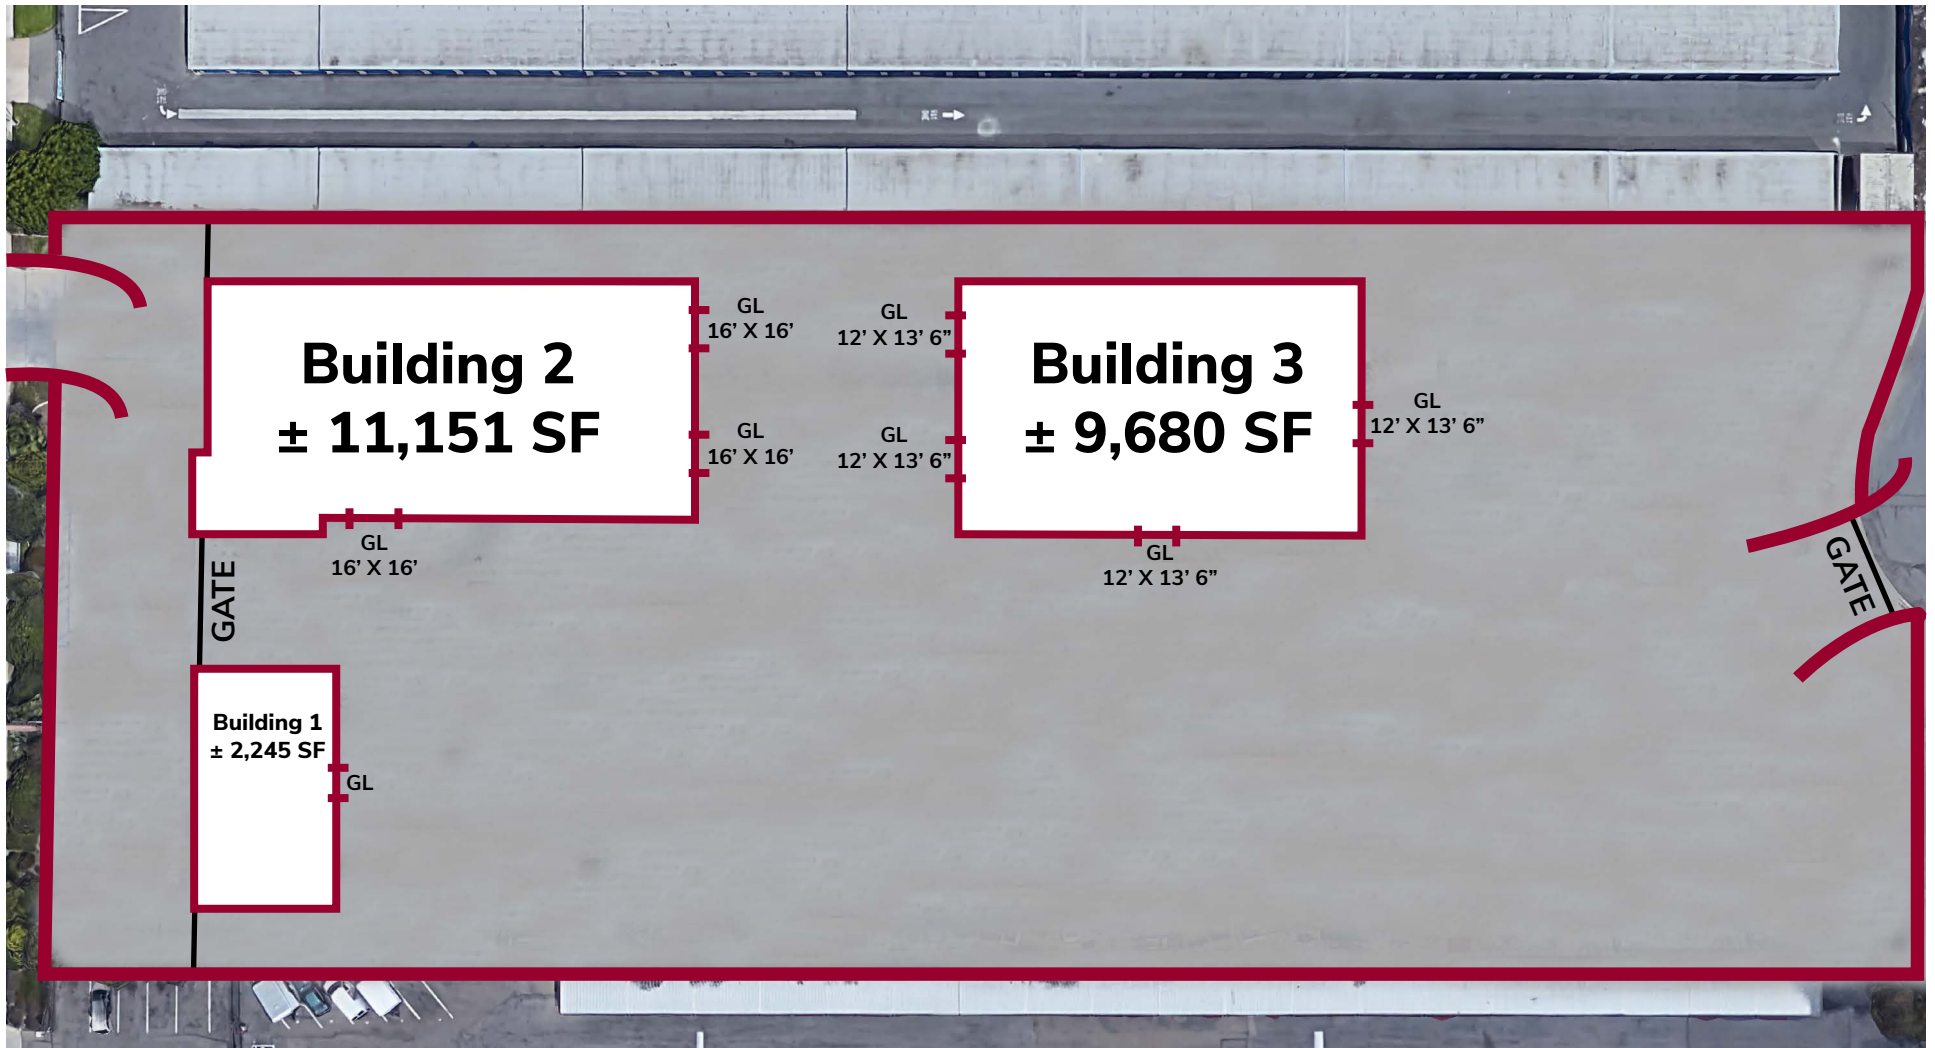 Building 2
± 11,151 SF
GL
16’ X 16’
GL
16’ X 16’
GL
16’ X 16’
GL
12’ X 13’ 6”
GL
12’ X 13’ 6”
Building 3
± 9,680 SF
GL
12’ X 13’ 6”
GL
12’ X 13’ 6”
GATE
GATE
Building 1
± 2,245 SF
GL